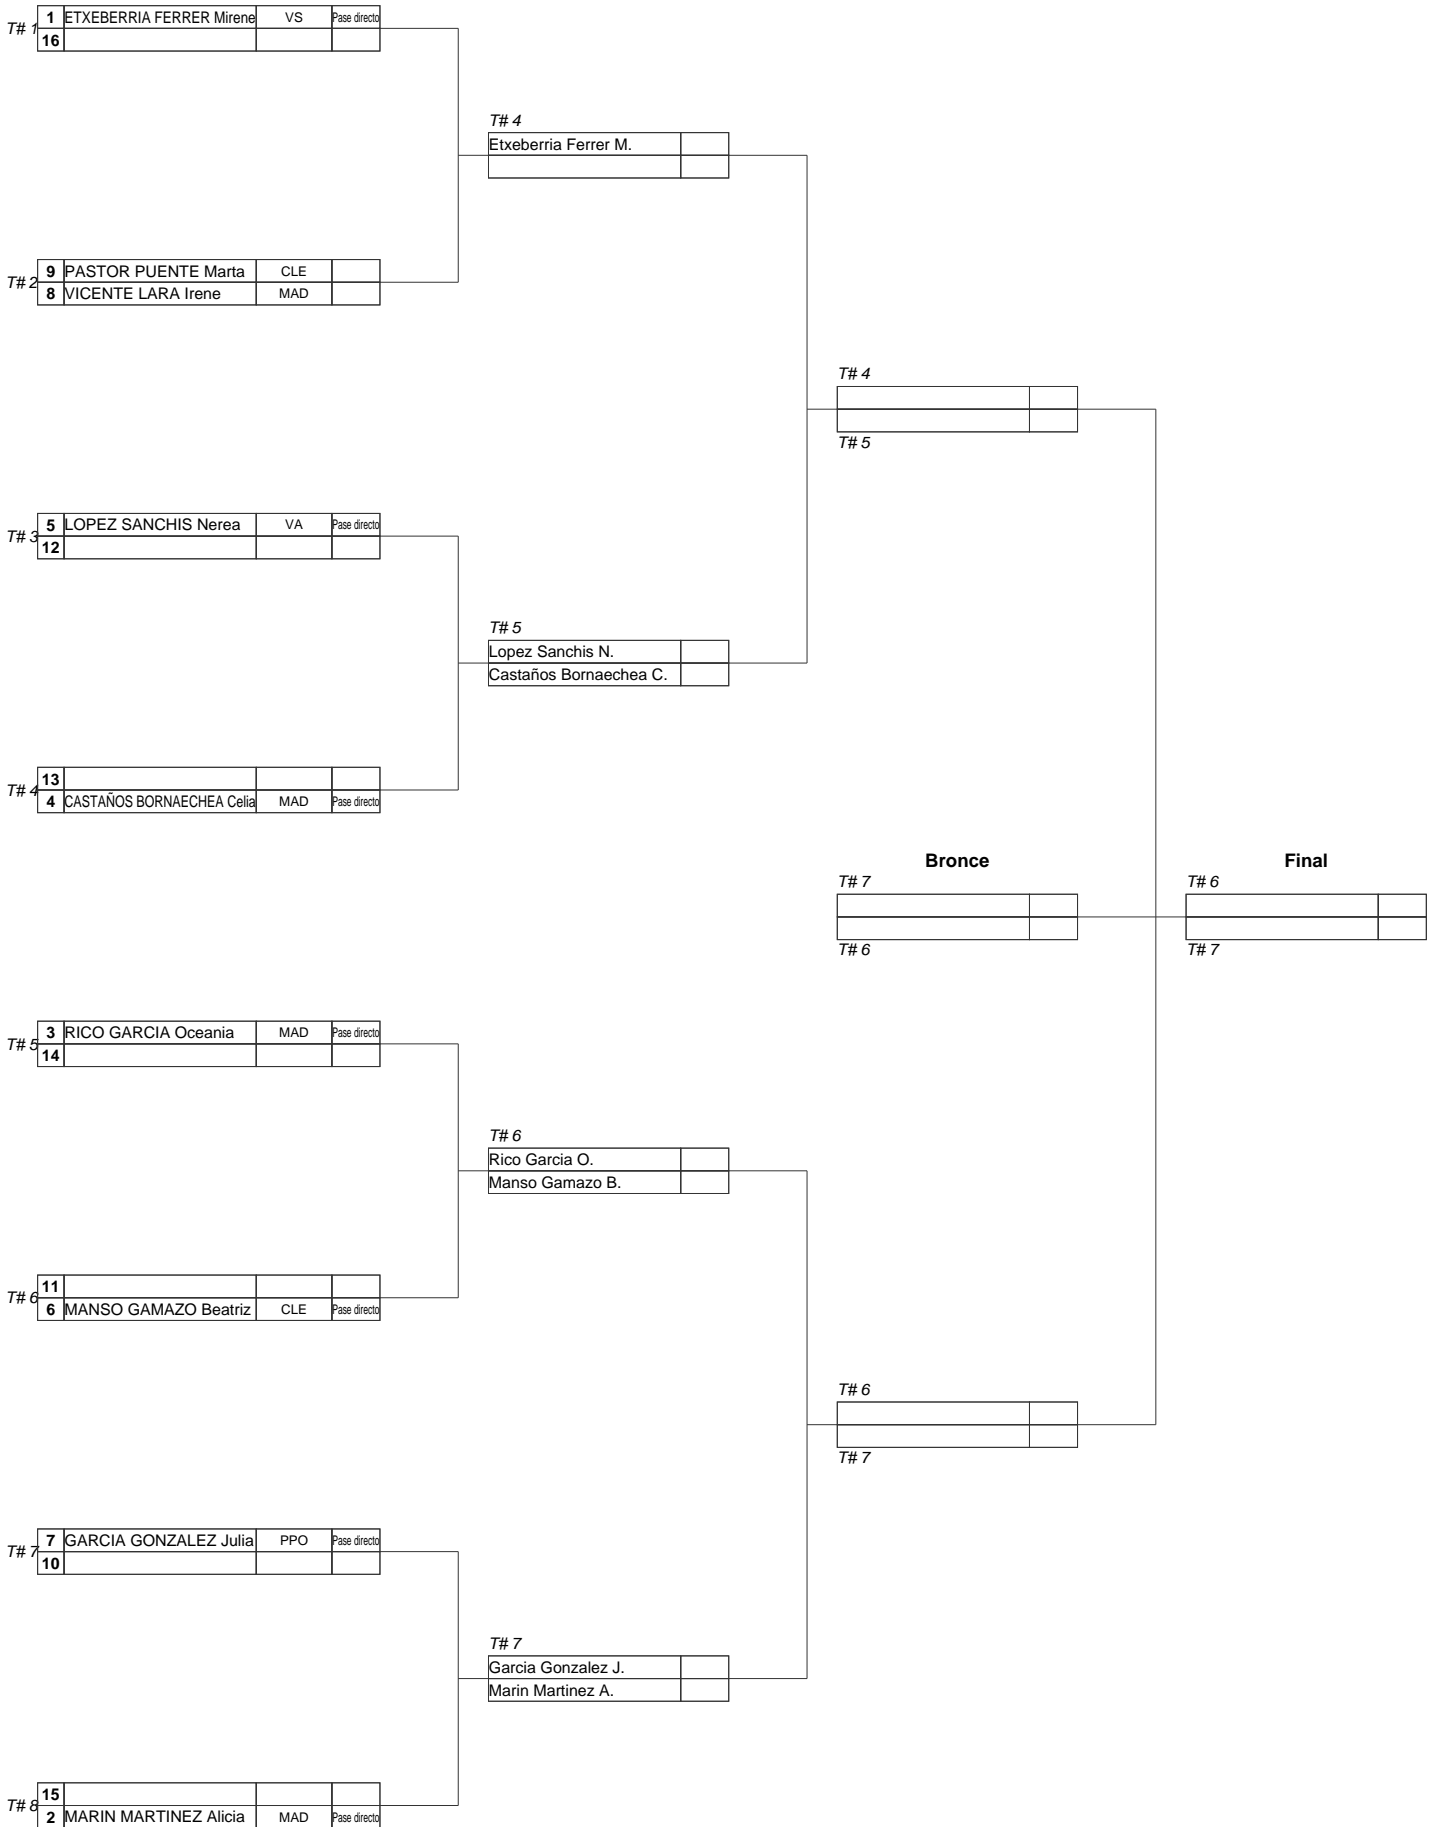 T# 1
1 ETXEBERRIA FERRER Mirene VS Pase directo
16
T# 4
Etxeberria Ferrer M.
T# 2
9 PASTOR PUENTE Marta CLE
8 VICENTE LARA Irene MAD
T# 4
T# 5
T# 3
5 LOPEZ SANCHIS Nerea VA Pase directo
12
T# 5
Lopez Sanchis N.
Castaños Bornaechea C.
T# 4
13
4 CASTAÑOS BORNAECHEA Celia MAD Pase directo
Bronce
T# 7
T# 6
Final
T# 6
T# 7
T# 5
3 RICO GARCIA Oceania MAD Pase directo
14
T# 6
Rico Garcia O.
Manso Gamazo B.
T# 6
11
6 MANSO GAMAZO Beatriz CLE Pase directo
T# 6
T# 7
T# 7
7 GARCIA GONZALEZ Julia PPO Pase directo
10
T# 7
Garcia Gonzalez J.
Marin Martinez A.
T# 8
15
2 MARIN MARTINEZ Alicia MAD Pase directo